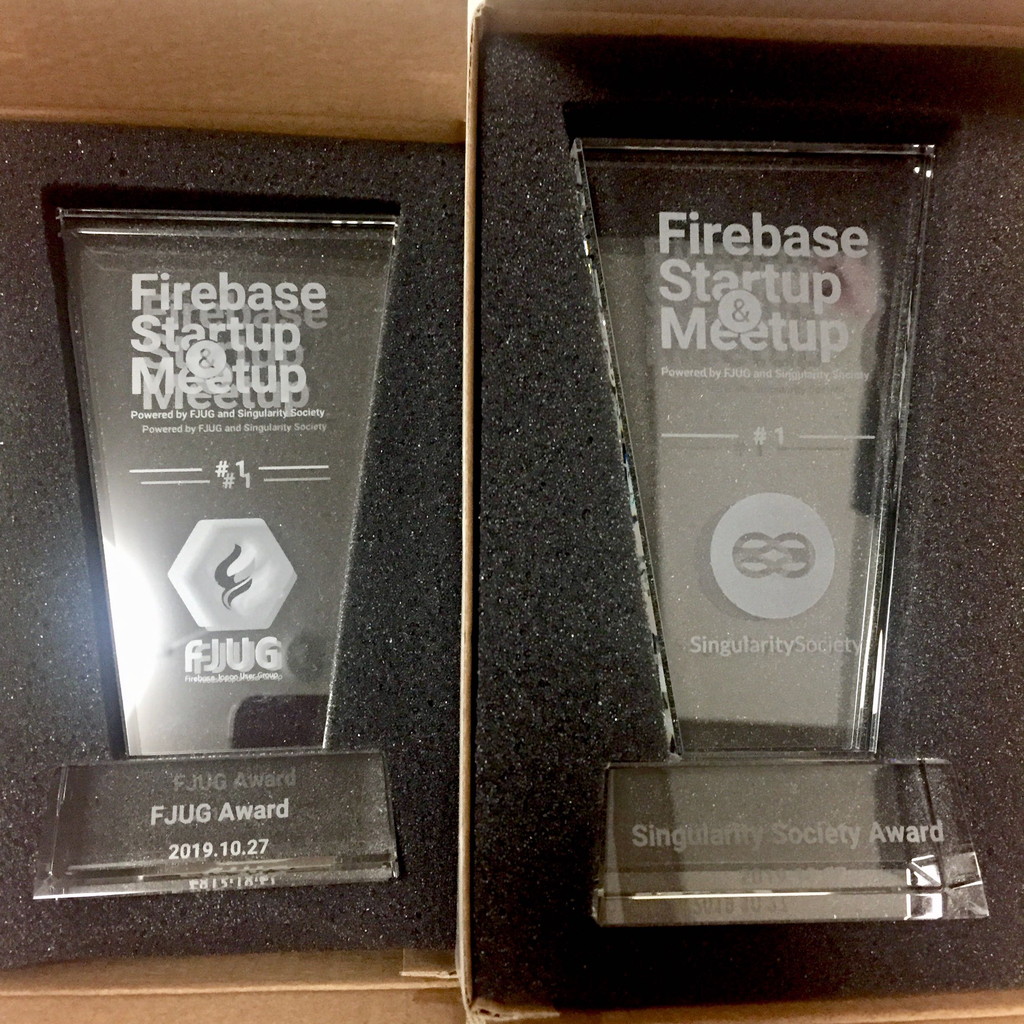 Firebase
Startup
&
Meetup
Powered by FJUG and Singularity Society
#1
FJUG
Firebase Japan User Group
FJUG Award
2019.10.27
Firebase
Startup
&
Meetup
Powered by FJUG and Singularity Society
#1
SingularitySociety
Singularity Society Award